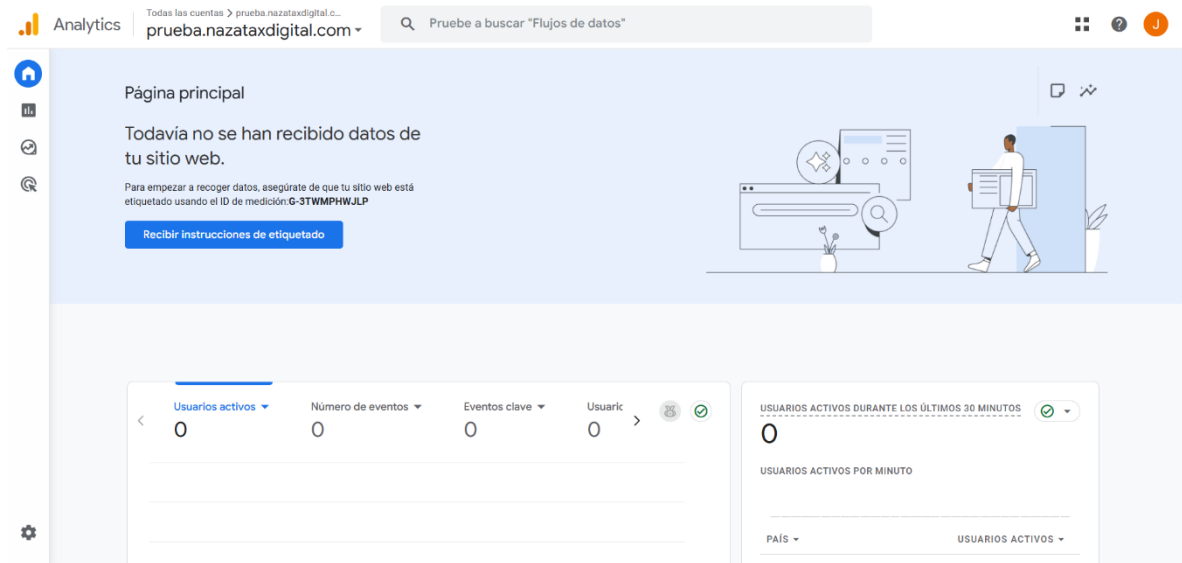 Analytics
Todas las cuentas > prueba.nazataxdigital.c...
prueba.nazataxdigital.com
Pruebe a buscar "Flujos de datos"
J
Página principal
Todavía no se han recibido datos de
tu sitio web.
Para empezar a recoger datos, asegúrate de que tu sitio web está
etiquetado usando el ID de medición:G-3TWMPHWJLP
Recibir instrucciones de etiquetado
Usuarios activos
Número de eventos
Eventos clave
Usuaric
0
0
0
0
USUARIOS ACTIVOS DURANTE LOS ÚLTIMOS 30 MINUTOS
0
USUARIOS ACTIVOS POR MINUTO
PAÍS
USUARIOS ACTIVOS